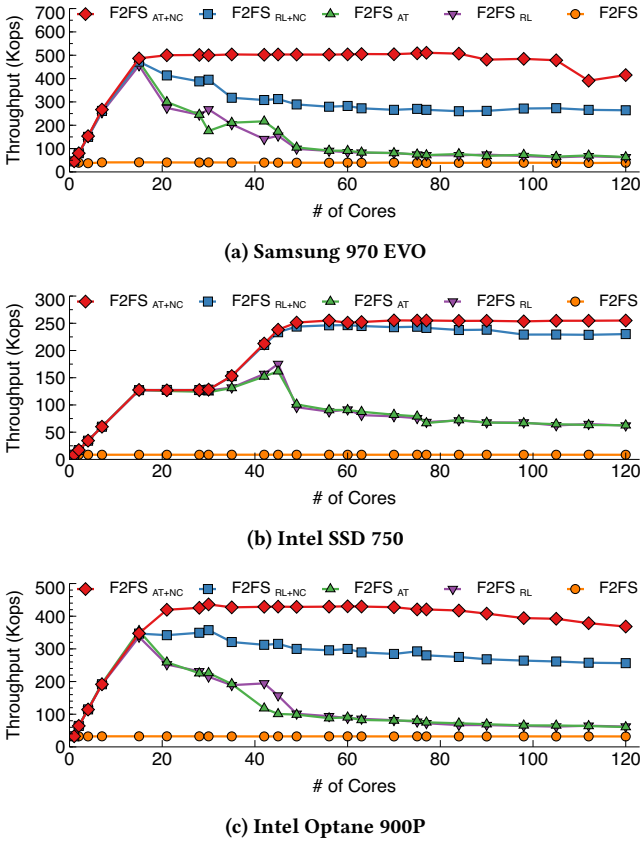 F2FS AT+NC F2FS RL+NC F2FS AT F2FS RL F2FS
Throughput (Kops)
700
600
500
400
300
200
100
0
0 20 40 60 80 100 120
# of Cores
(a) Samsung 970 EVO
F2FS AT+NC F2FS RL+NC F2FS AT F2FS RL F2FS
Throughput (Kops)
300
250
200
150
100
50
0
0 20 40 60 80 100 120
# of Cores
(b) Intel SSD 750
F2FS AT+NC F2FS RL+NC F2FS AT F2FS RL F2FS
Throughput (Kops)
500
400
300
200
100
0
0 20 40 60 80 100 120
# of Cores
(c) Intel Optane 900P